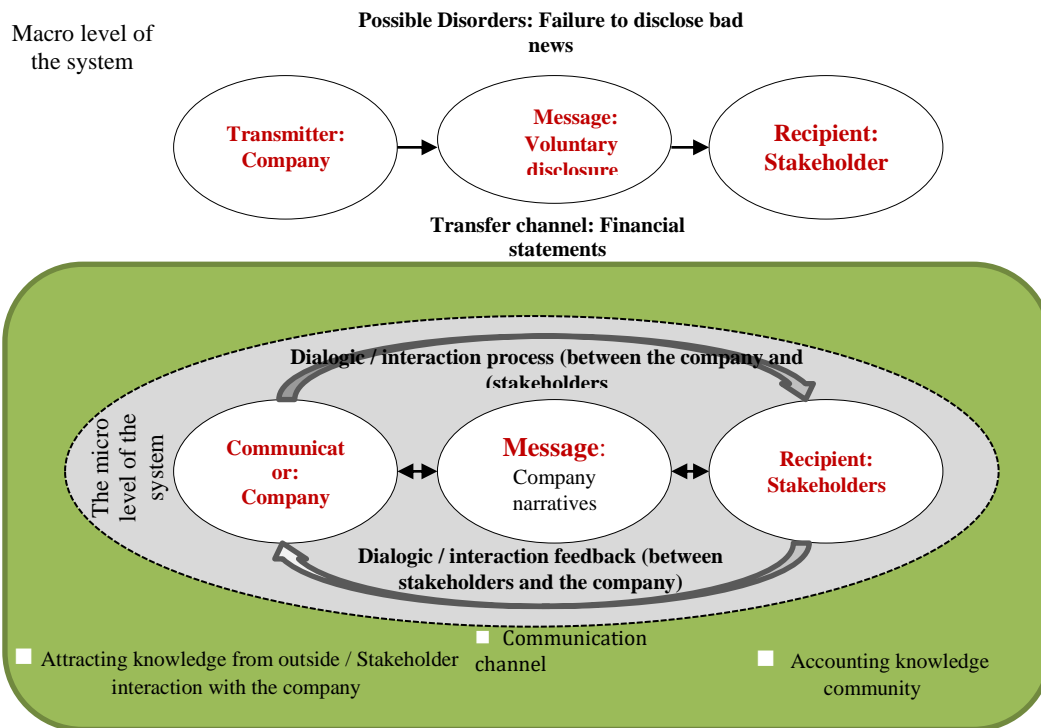 Macro level of
the system
Possible Disorders: Failure to disclose bad
news
Transmitter:
Company
Message:
Voluntary
disclosure
Recipient:
Stakeholder
Transfer channel: Financial
statements
Dialogic / interaction process (between the company and
(stakeholders
The micro
level of the
system
Communicat
or:
Company
Message:
Company
narratives
Recipient:
Stakeholders
Dialogic / interaction feedback (between
stakeholders and the company)
Communication
channel
Attracting knowledge from outside / Stakeholder
interaction with the company
Accounting knowledge
community